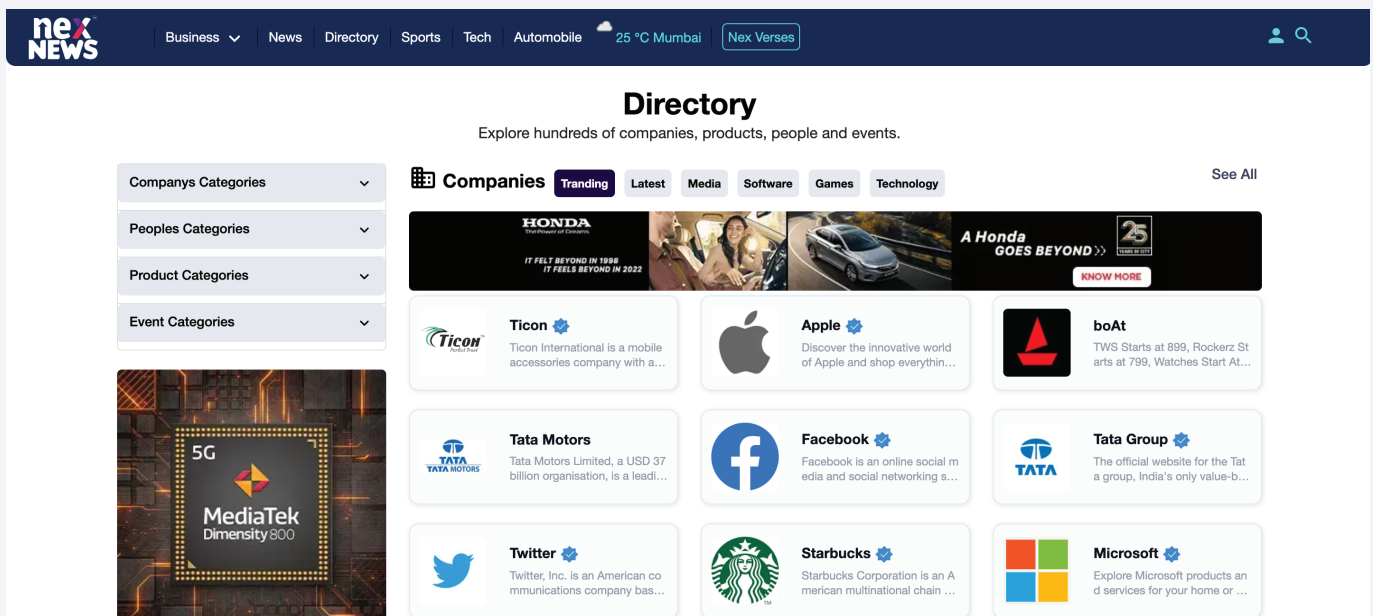 nex
NEWS
Business
News
Directory
Sports
Tech
Automobile
25 °C Mumbai
Nex Verses
Directory
Explore hundreds of companies, products, people and events.
Companys Categories
Peoples Categories
Product Categories
Event Categories
5G
MediaTek
Dimensity 800
Companies
Tranding
Latest
Media
Software
Games
Technology
See All
HONDA
The Power of Dreams
IT FELT BEYOND IN 1998
IT FEELS BEYOND IN 2022
A Honda
GOES BEYOND>>
25
YEARS OF CITY
KNOW MORE
Ticon
Perfect Trust
Ticon
Ticon International is a mobile
accessories company with a...
Apple
Discover the innovative world
of Apple and shop everythin...
boAt
TWS Starts at 899, Rockerz St
arts at 799, Watches Start At...
TATA
TATA MOTORS
Tata Motors
Tata Motors Limited, a USD 37
billion organisation, is a leadi...
Facebook
Facebook is an online social m
edia and social networking s...
TATA
Tata Group
The official website for the Tat
a group, India's only value-b...
Twitter
Twitter, Inc. is an American co
mmunications company bas...
Starbucks
Starbucks Corporation is an A
merican multinational chain ...
Microsoft
Explore Microsoft products an
d services for your home or ...